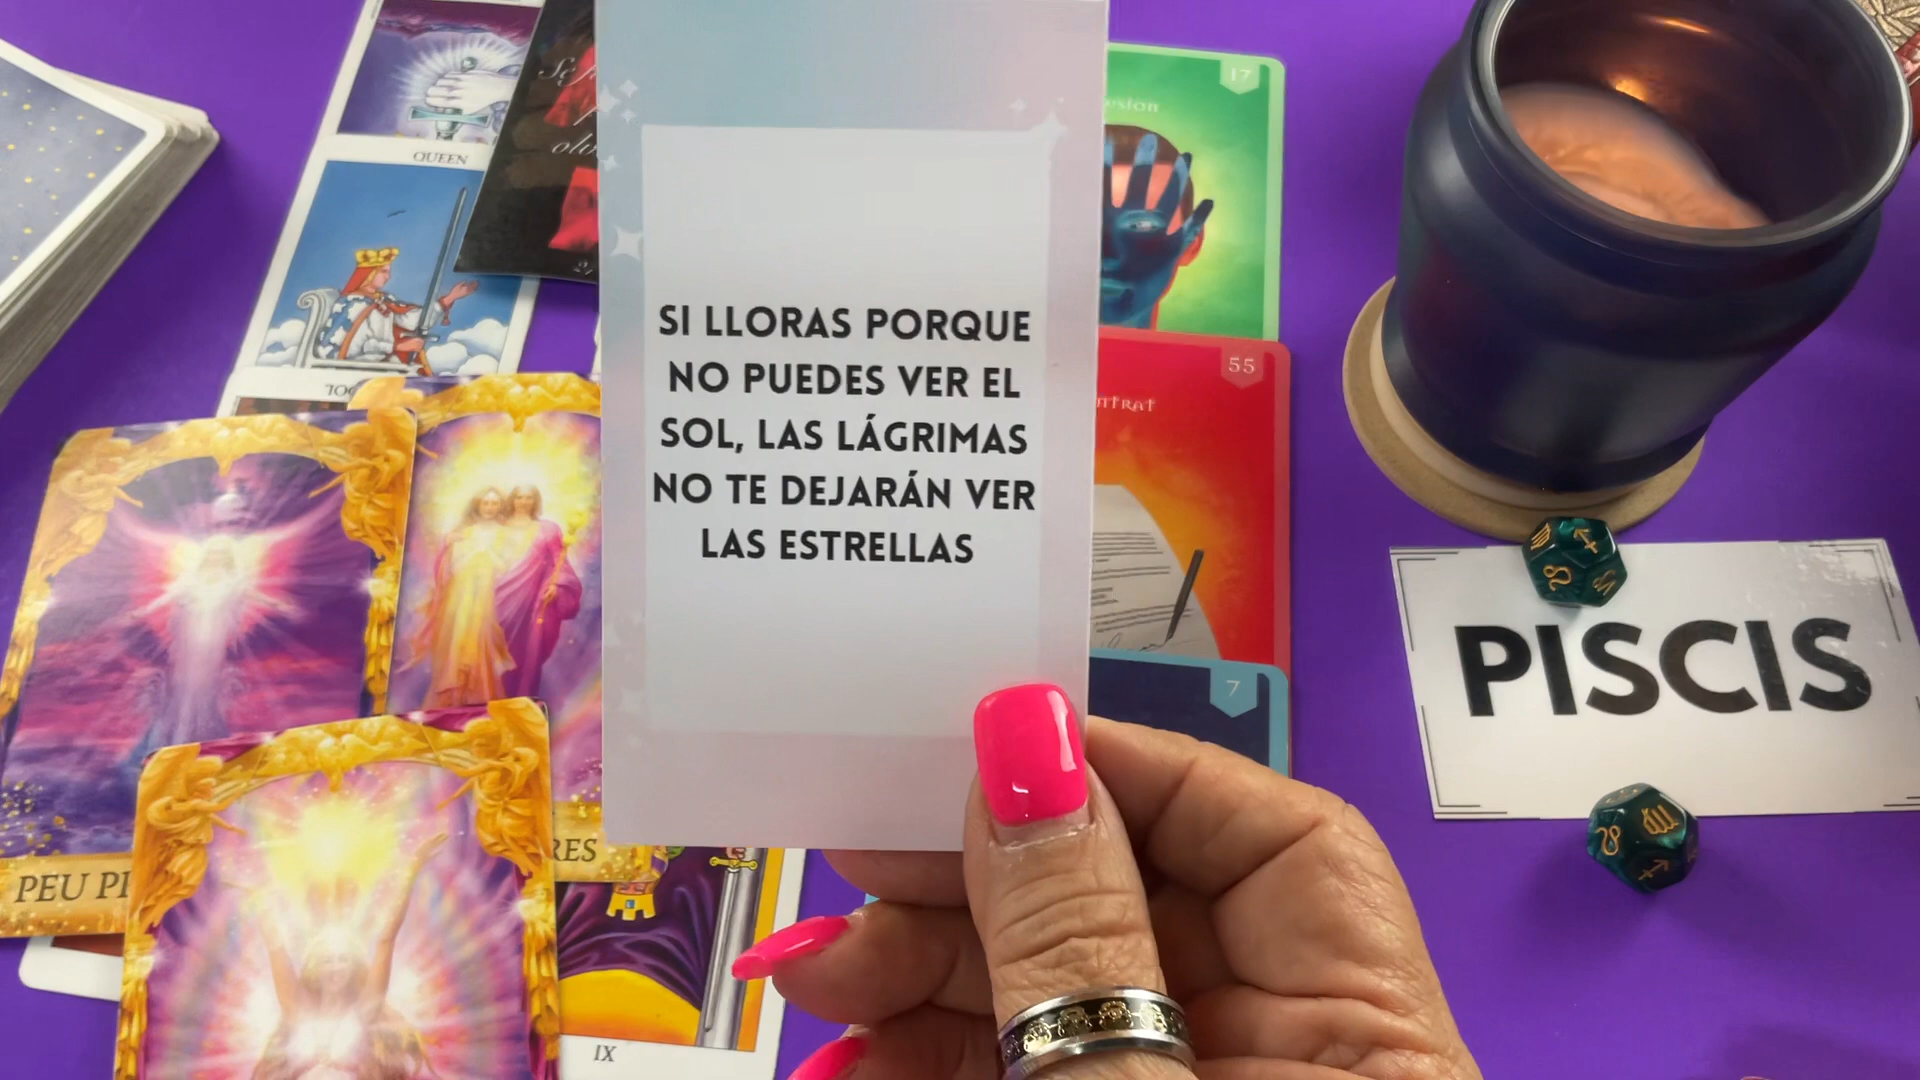 17
QUEEN
SI LLORAS PORQUE
NO PUEDES VER EL
SOL, LAS LÁGRIMAS
NO TE DEJARÁN VER
LAS ESTRELLAS
55
7
PISCIS
PEU
IX